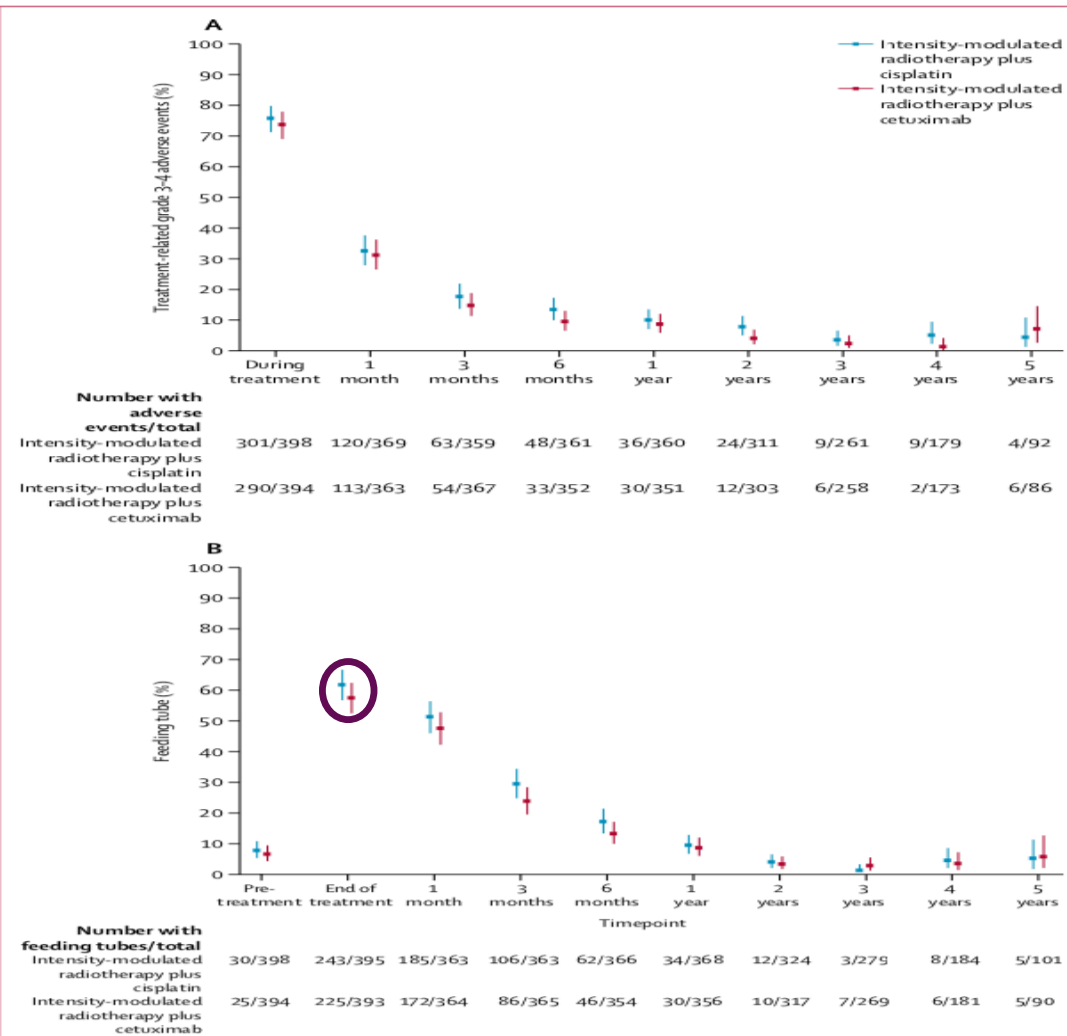 A
Intensity-modulated
radiotherapy plus
cisplatin
Intensity-modulated
radiotherapy plus
cetuximab
Treatment-related grade 3-4 adverse events (%)
100
90
80
70
60
50
40
30
20
10
0
During treatment
1 month
3 months
6 months
1 year
2 years
3 years
4 years
5 years
Number with
adverse
events/total
Intensity-modulated
radiotherapy plus
cisplatin
301/398 120/369 63/359 48/361 36/360 24/311 9/261 9/179 4/92
Intensity-modulated
radiotherapy plus
cetuximab
290/394 113/363 54/367 33/352 30/351 12/303 6/258 2/173 6/86
B
Feeding tube (%)
100
90
80
70
60
50
40
30
20
10
0
Pre-treatment
End of treatment
1 month
3 months
6 months
1 year
2 years
3 years
4 years
5 years
Timepoint
Number with
feeding tubes/total
Intensity-modulated
radiotherapy plus
cisplatin
30/398 243/395 185/363 106/363 62/366 34/368 12/324 3/279 8/184 5/101
Intensity-modulated
radiotherapy plus
cetuximab
25/394 225/393 172/364 86/365 46/354 30/356 10/317 7/269 6/181 5/90